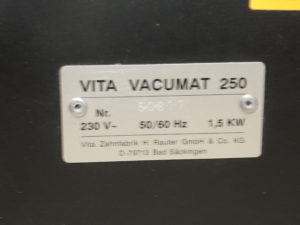 VITA VACUMAT 250
Nr.
230 V~ 50/60 Hz 1,5 KW
Vita Zahnfabrik H. Rauter GmbH & Co. KG
D-79713 Bad Säckingen